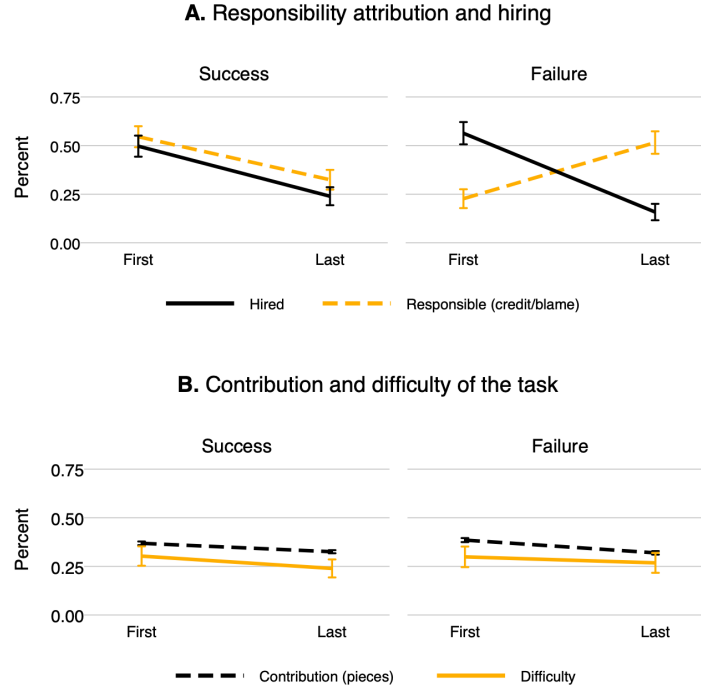 A. Responsibility attribution and hiring
Success Failure
Percent
0.75
0.50
0.25
0.00
First Last First Last
Hired Responsible (credit/blame)
B. Contribution and difficulty of the task
Success Failure
Percent
0.75
0.50
0.25
0.00
First Last First Last
Contribution (pieces) Difficulty